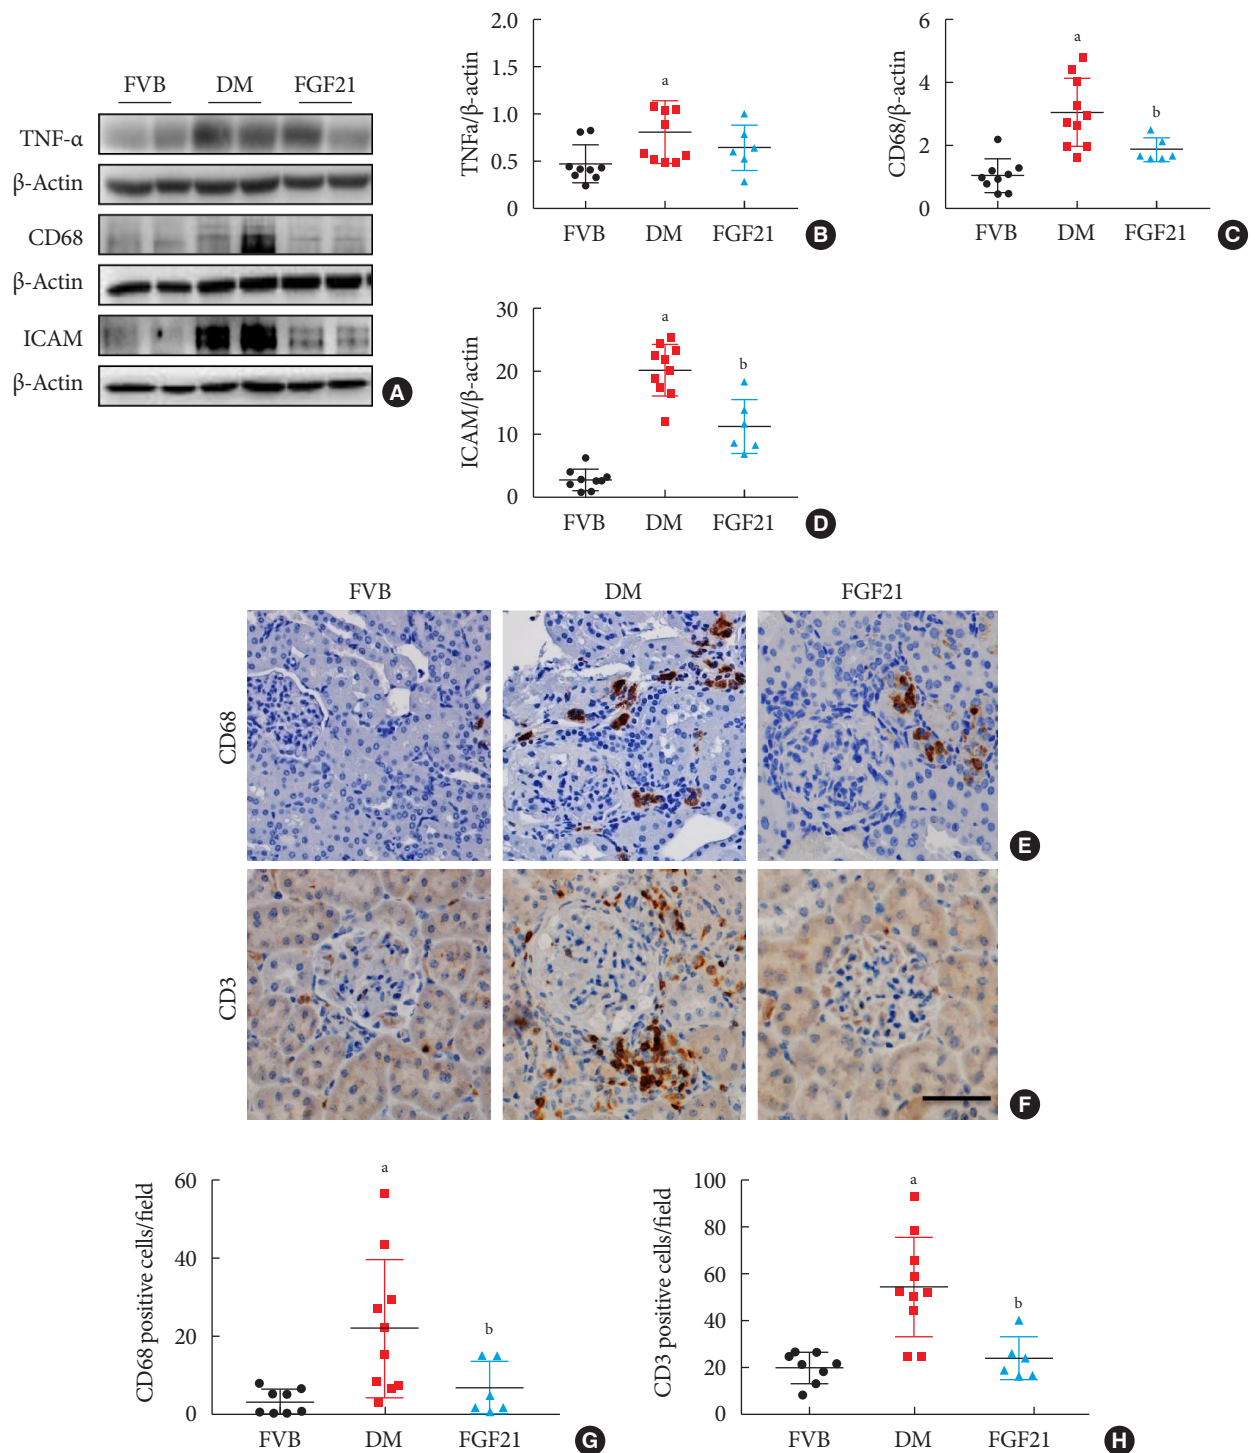 FVB DM FGF21
TNF-α
β-Actin
CD68
β-Actin
ICAM
β-Actin
A
TNFa/β-actin
2.0
1.5
1.0
0.5
0
a
FVB DM FGF21
B
CD68/β-actin
6
4
2
0
a
b
FVB DM FGF21
C
ICAM/β-actin
30
20
10
0
a
b
FVB DM FGF21
D
FVB DM FGF21
CD68
E
CD3
F
CD68 positive cells/field
60
40
20
0
a
b
FVB DM FGF21
G
CD3 positive cells/field
100
80
60
40
20
0
a
b
FVB DM FGF21
H